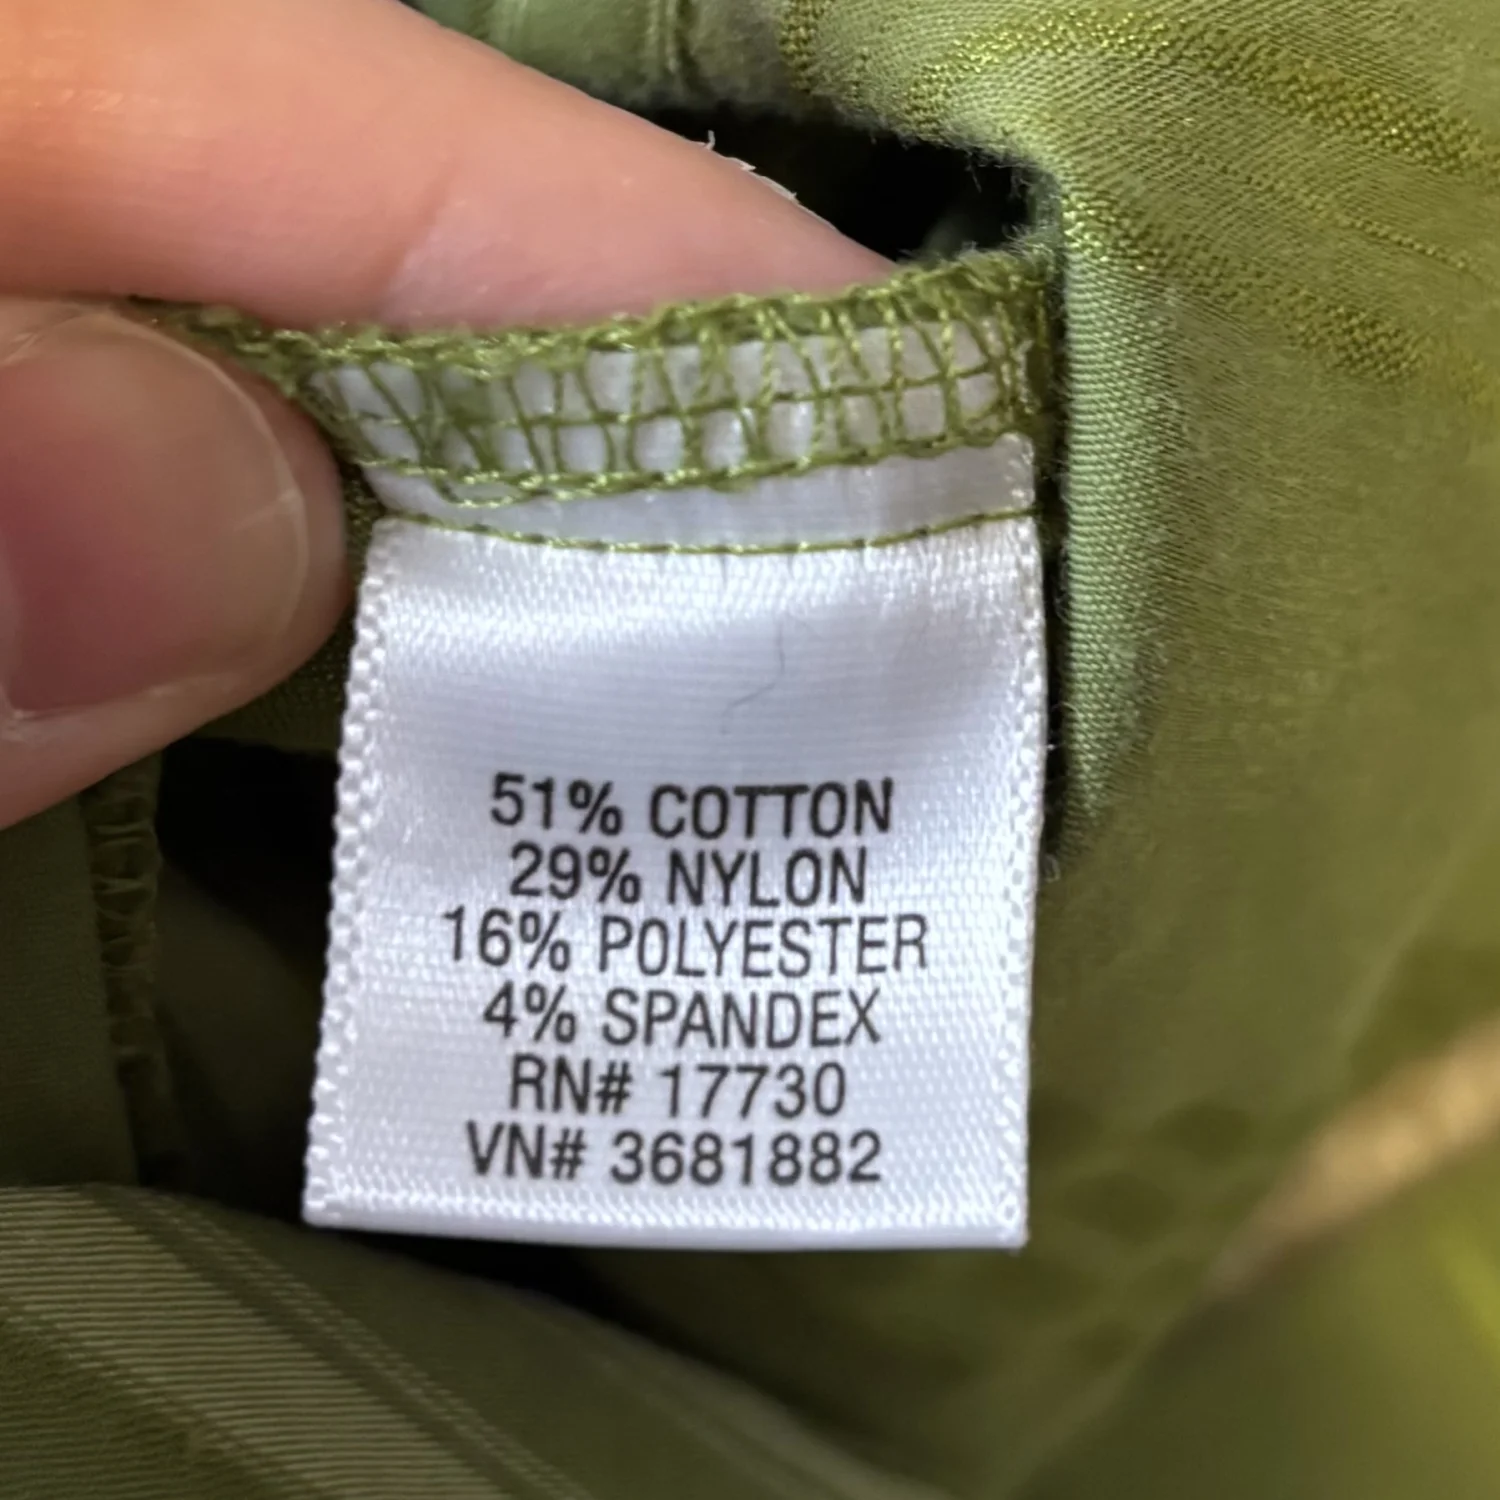 51% COTTON
29% NYLON
16% POLYESTER
4% SPANDEX
RN# 17730
VN# 3681882